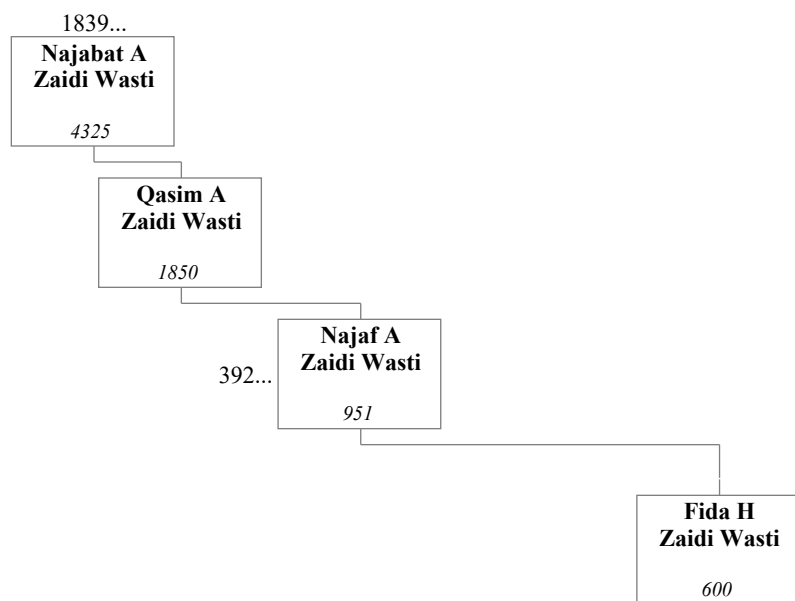 1839...
Najabat A
Zaidi Wasti
4325
Qasim A
Zaidi Wasti
1850
Najaf A
Zaidi Wasti
392...
951
Fida H
Zaidi Wasti
600